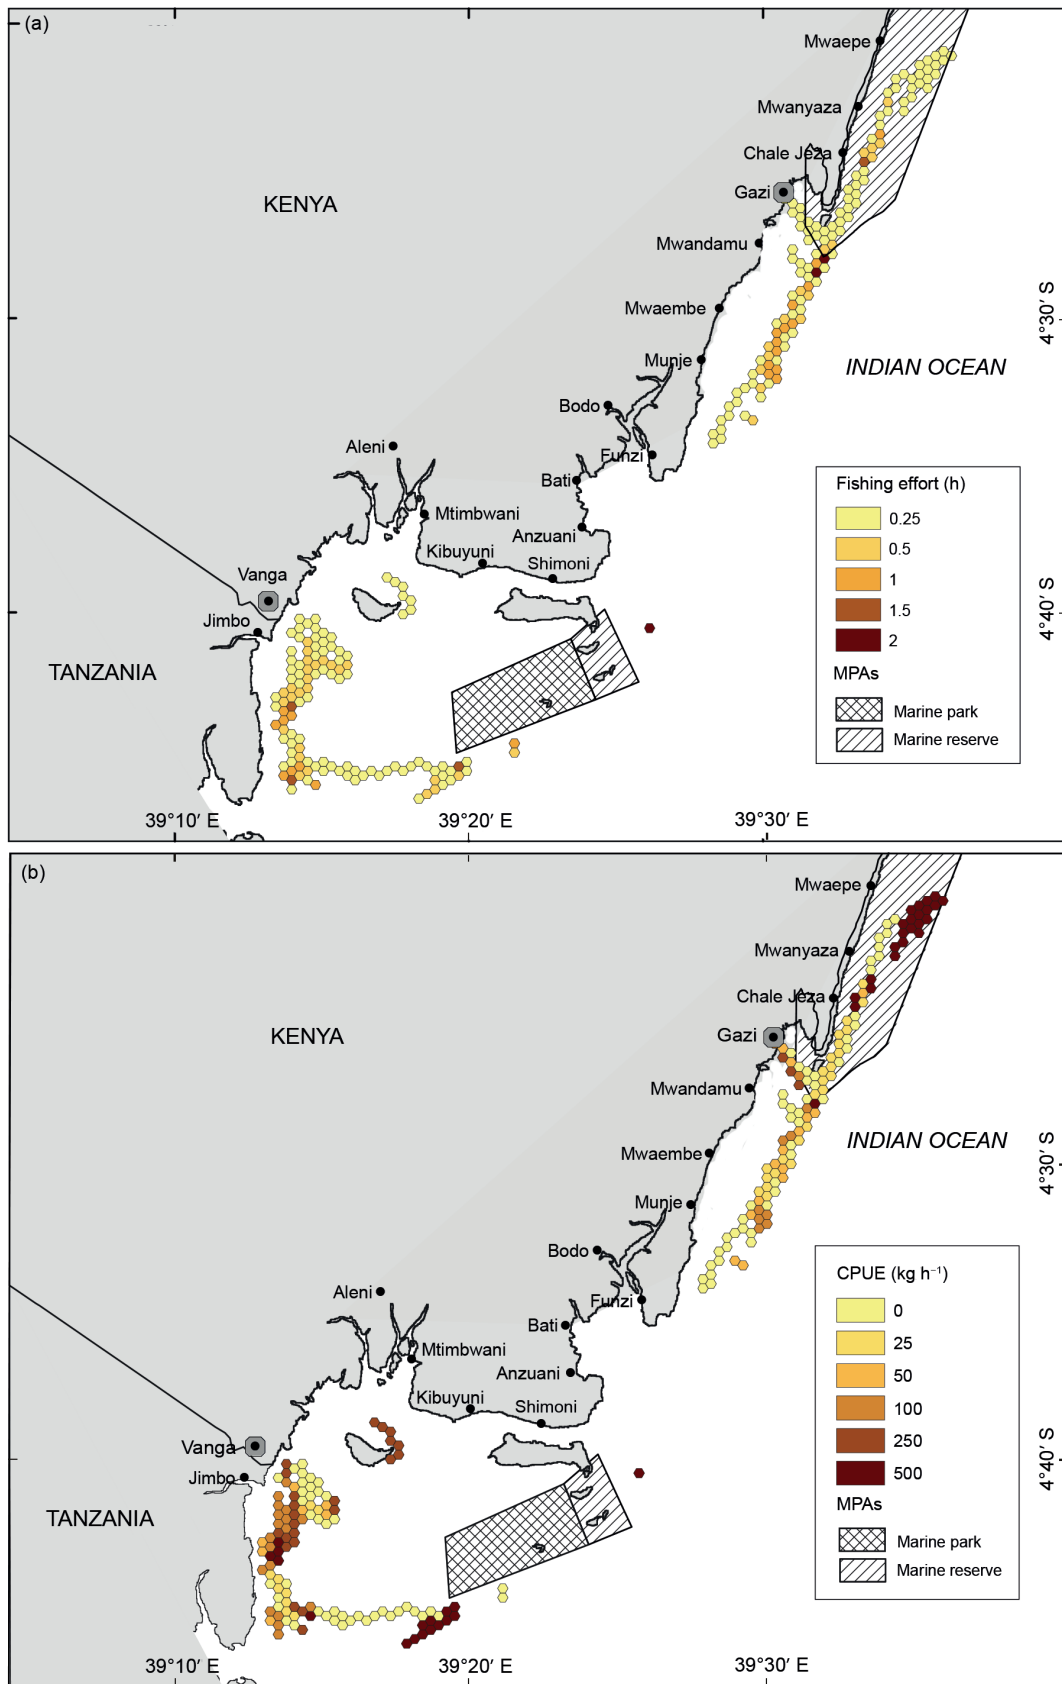 (a)
Mwaepe
Mwanyaza
Chale Jeza
Gazi
KENYA
Mwandamu
4°30′ S
Mwaembe
Munje
INDIAN OCEAN
Bodo
Aleni
Funzi
Bati
Fishing effort (h)
0.25
Mtimbwani
Anzuani
0.5
Kibuyuni
Shimoni
Vanga
1
1.5
4°40′ S
Jimbo
2
TANZANIA
MPAs
Marine park
Marine reserve
39°10′ E
39°20′ E
39°30′ E
(b)
Mwaepe
Mwanyaza
Chale Jeza
Gazi
KENYA
Mwandamu
INDIAN OCEAN
4°30′ S
Mwaembe
Munje
Bodo
CPUE (kg h⁻¹)
Aleni
Funzi
0
Bati
25
Mtimbwani
Anzuani
50
Kibuyuni
Shimoni
100
Vanga
250
4°40′ S
Jimbo
500
MPAs
TANZANIA
Marine park
Marine reserve
39°10′ E
39°20′ E
39°30′ E